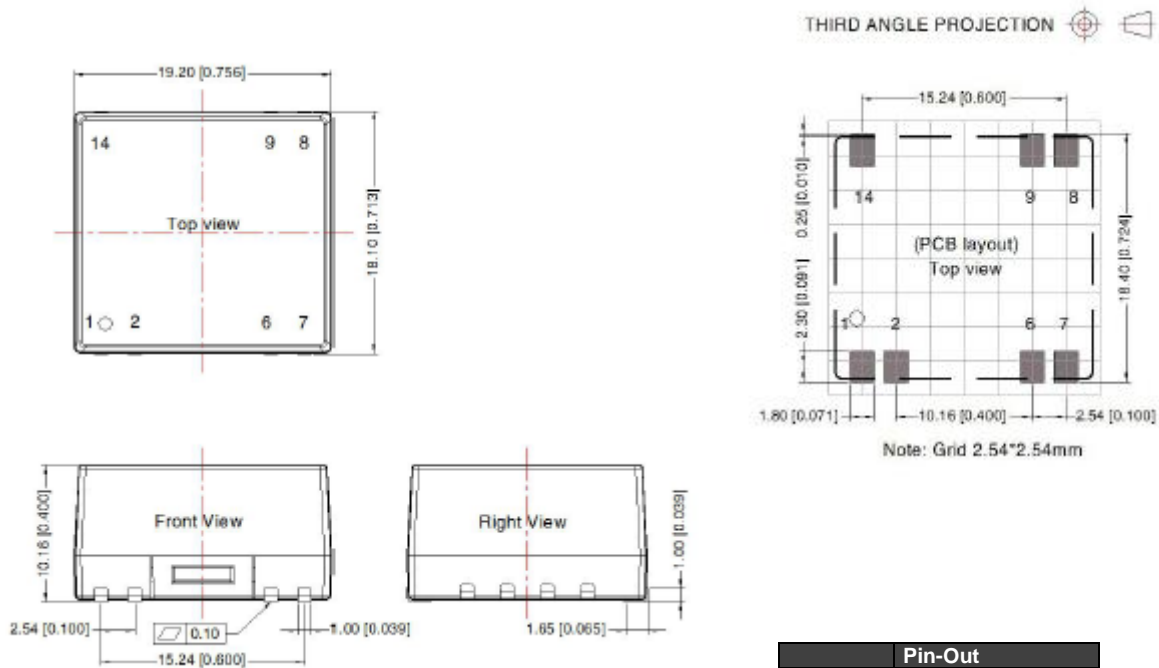 THIRD ANGLE PROJECTION
19.20 [0.756]
14 9 8
Top view
18.10 [0.713]
1 2 6 7
15.24 [0.600]
0.25 [0.010]
14 9 8
(PCB layout)
Top view
18.40 [0.724]
2.30 [0.091]
1 2 6 7
1.80 [0.071]
10.16 [0.400]
2.54 [0.100]
Note: Grid 2.54*2.54mm
10.16 [0.400]
Front View
Right View
1.00 [0.039]
2.54 [0.100]
0.10
1.00 [0.039]
1.65 [0.065]
15.24 [0.600]
Pin-Out